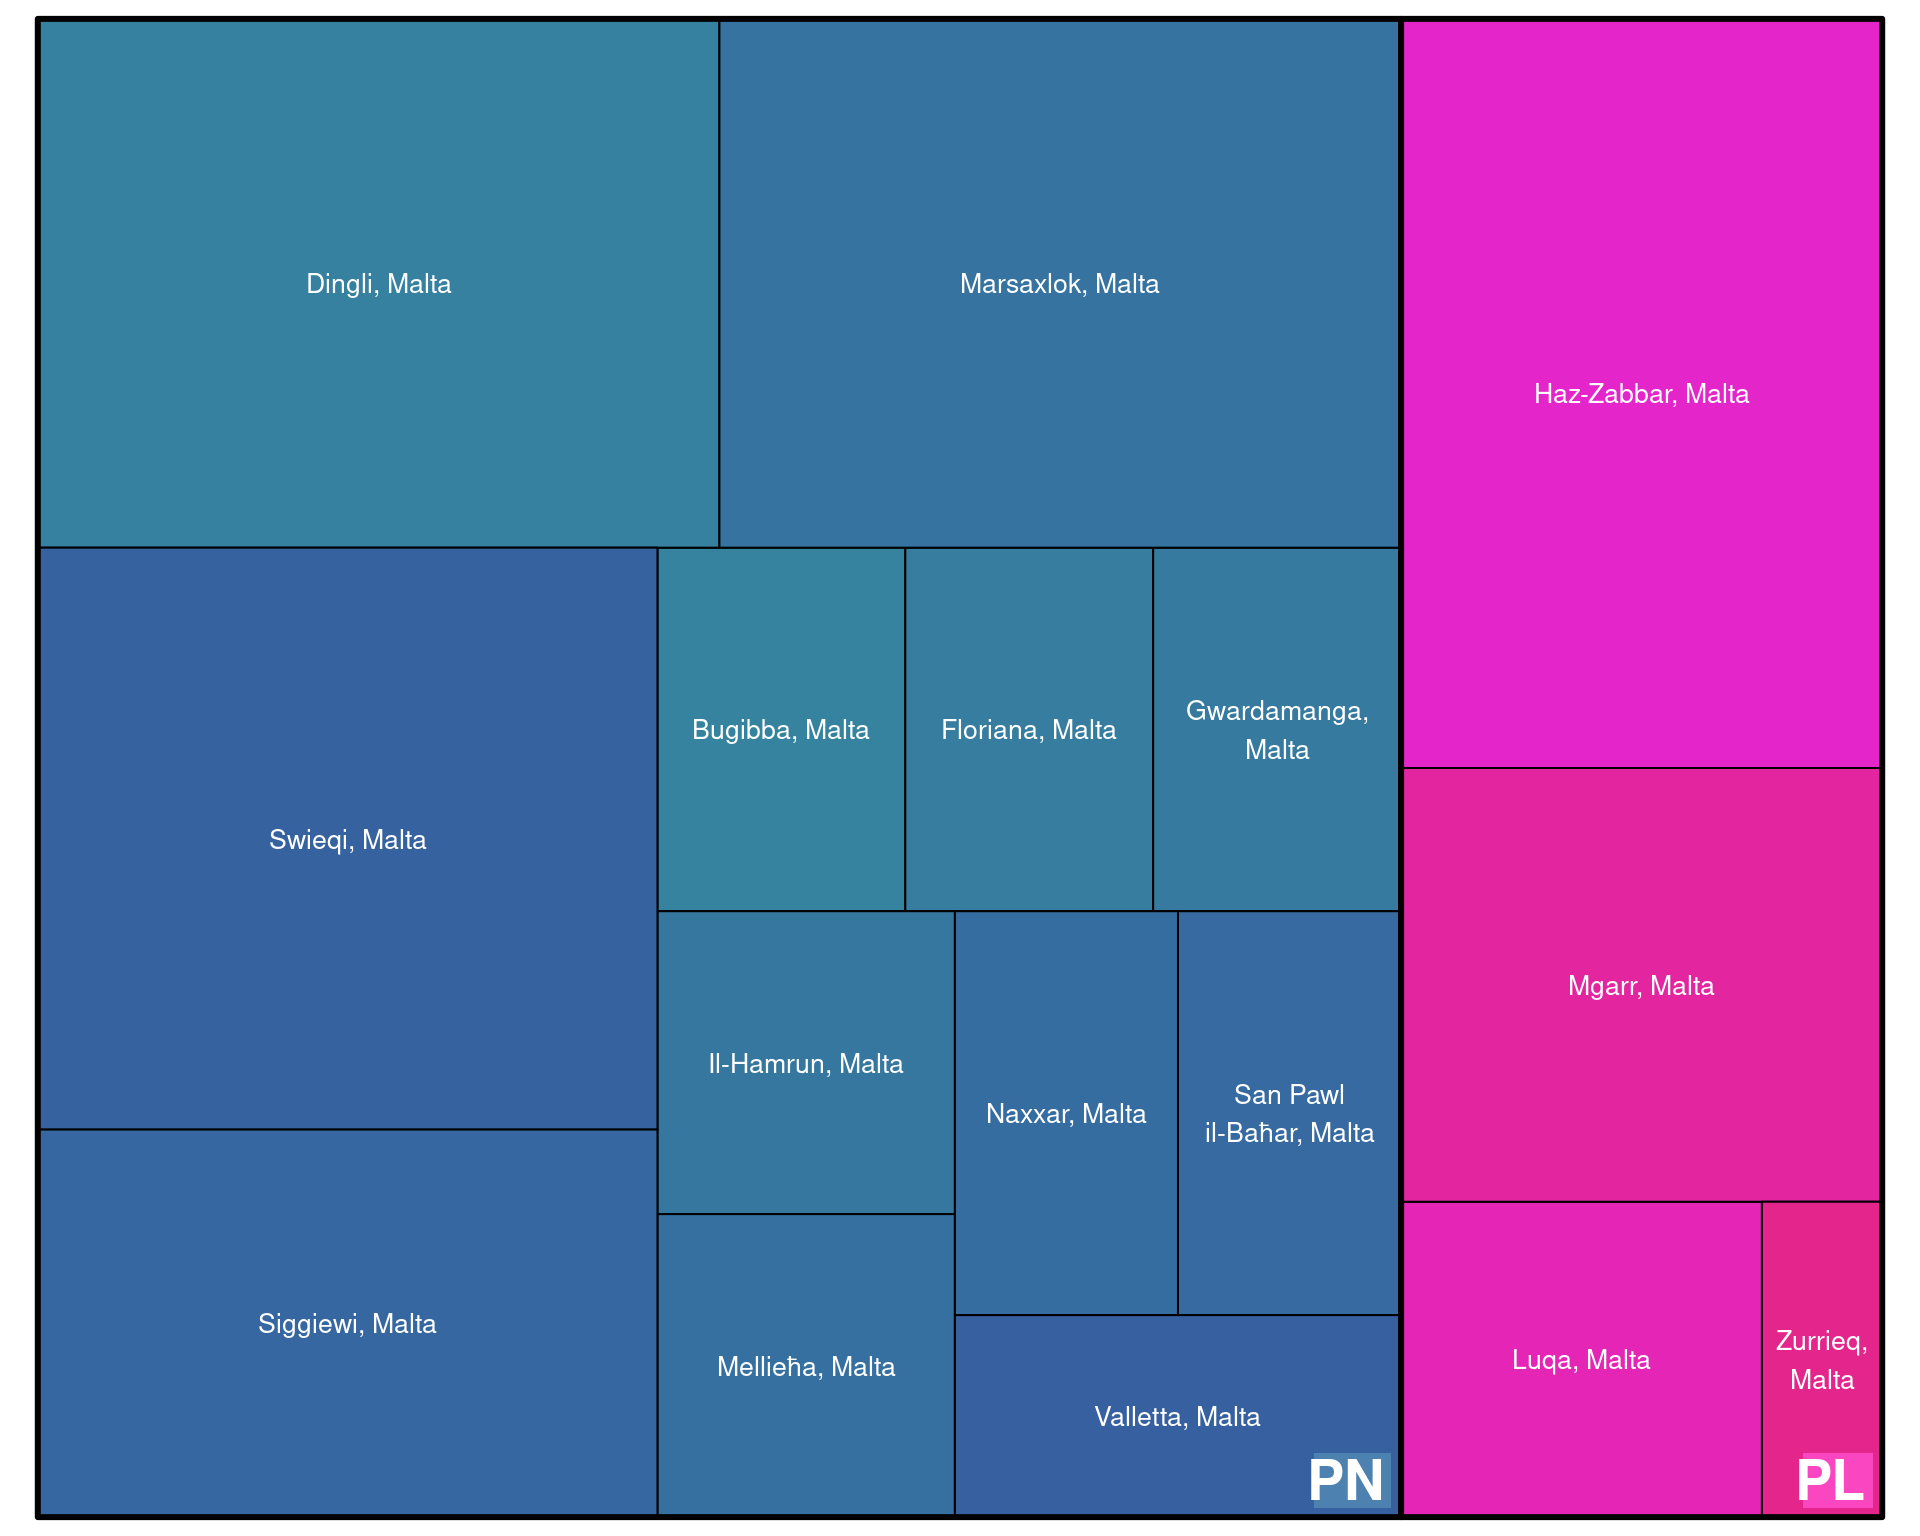 Dingli, Malta
Marsaxlok, Malta
Haz-Zabbar, Malta
Swieqi, Malta
Bugibba, Malta
Floriana, Malta
Gwardamanga,
Malta
Il-Hamrun, Malta
Naxxar, Malta
San Pawl
il-Baħar, Malta
Mgarr, Malta
Siggiewi, Malta
Mellieħa, Malta
Valletta, Malta
Luqa, Malta
Zurrieq,
Malta
PN
PL